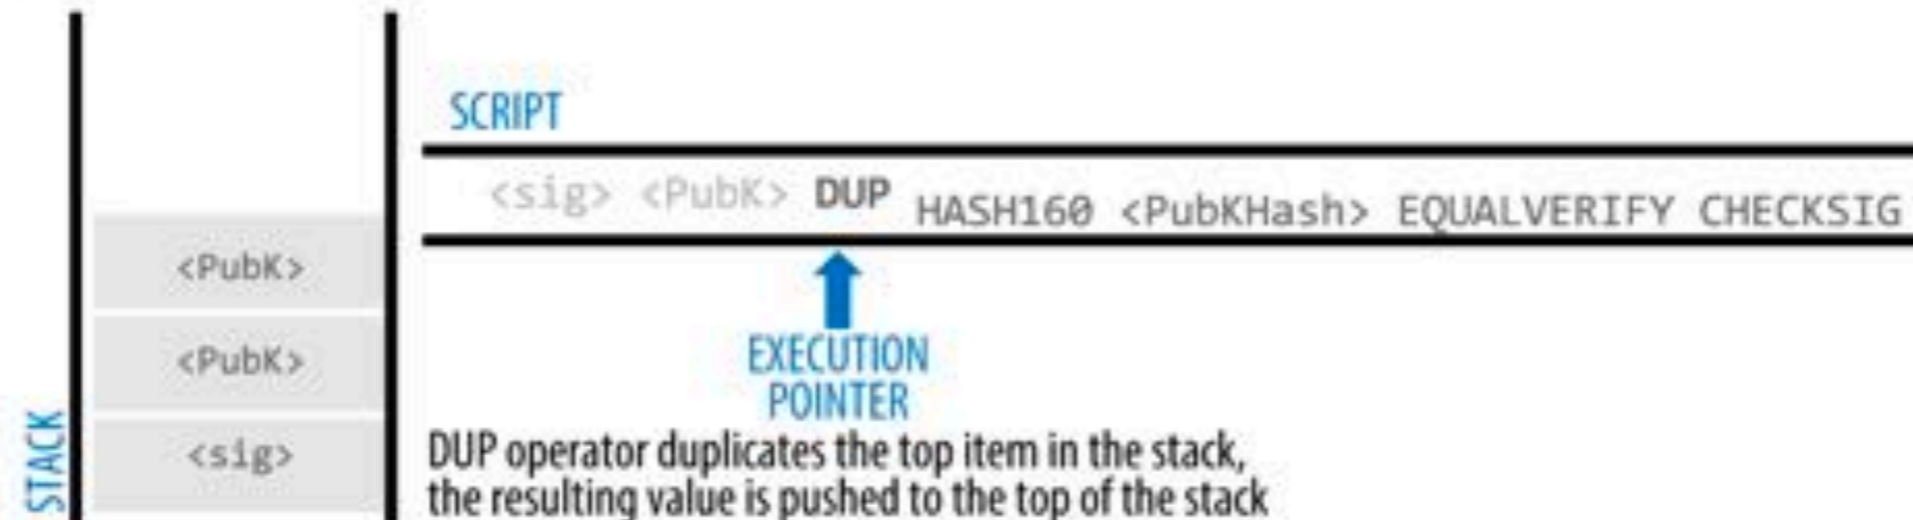 SCRIPT
<sig> <PubK> DUP HASH160 <PubKHash> EQUALVERIFY CHECKSIG
<PubK>
<PubK>
<sig>
STACK
EXECUTION
POINTER
DUP operator duplicates the top item in the stack,
the resulting value is pushed to the top of the stack